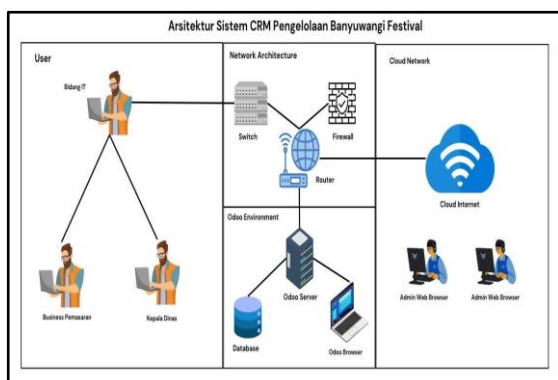 Arsitektur Sistem CRM Pengelolaan Banyuwangi Festival
User
Bidang IT
Business Pemasaran
Kepala Dinas
Network Architecture
Switch
Firewall
Router
Odoo Environment
Odoo Server
Database
Odoo Browser
Cloud Network
Cloud Internet
Admin Web Browser
Admin Web Browser